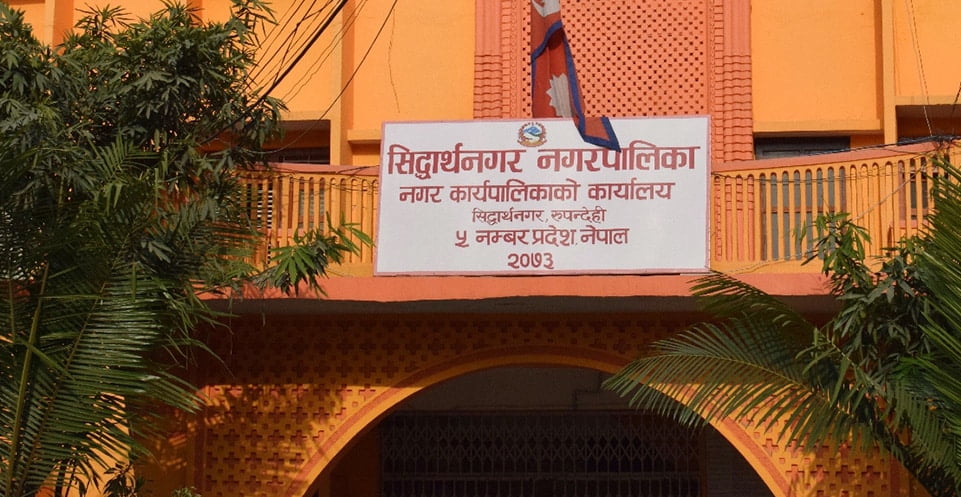 सिद्धार्थनगर नगरपालिका
नगर कार्यपालिकाको कार्यालय
सिद्धार्थनगर, रुपन्देही
५ नम्बर प्रदेश, नेपाल
२०७३